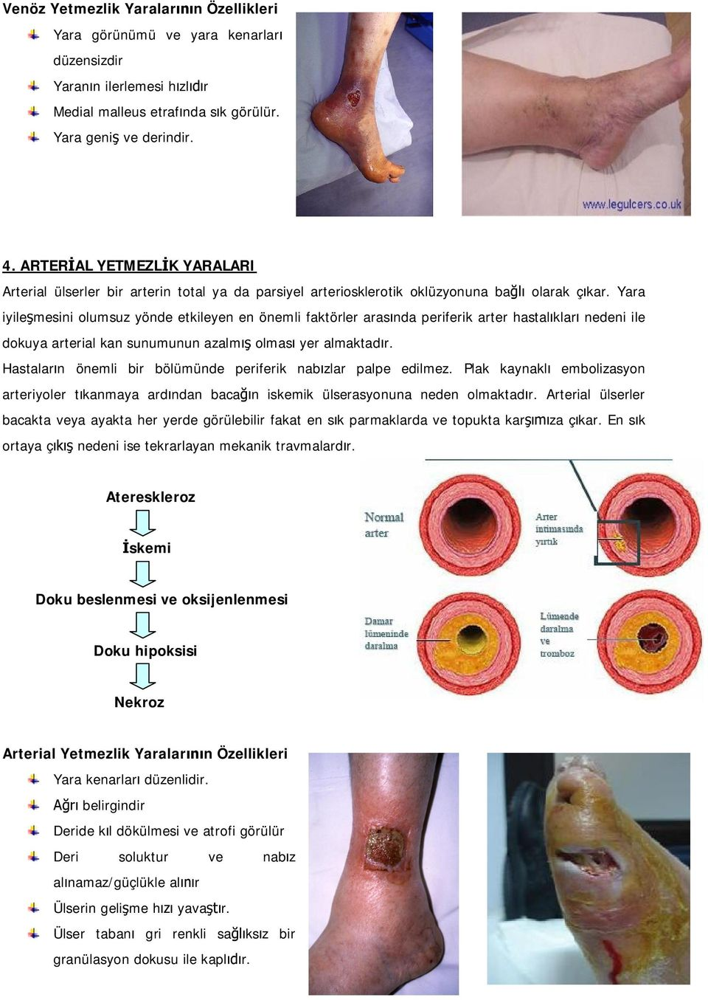 Venöz Yetmezlik Yaralarının Özellikleri
Yara görünümü ve yara kenarları
düzensizdir
Yaranın ilerlemesi hızlıdır
Medial malleus etrafında sık görülür.
Yara geniş ve derindir.
www.legulcers.co.uk
4. ARTERİAL YETMEZLİK YARALARI
Arterial ülserler bir arterin total ya da parsiyel arteriosklerotik oklüzyonuna bağlı olarak çıkar. Yara
iyileşmesini olumsuz yönde etkileyen en önemli faktörler arasında periferik arter hastalıkları nedeni ile
dokuya arterial kan sunumunun azalmış olması yer almaktadır.
Hastaların önemli bir bölümünde periferik nabızlar palpe edilmez. Plak kaynaklı embolizasyon
arteriyoler tıkanmaya ardından bacağın iskemik ülserasyonuna neden olmaktadır. Arterial ülserler
bacakta veya ayakta her yerde görülebilir fakat en sık parmaklarda ve topukta karşımıza çıkar. En sık
ortaya çıkış nedeni ise tekrarlayan mekanik travmalardır.
Atereskleroz
İskemi
Doku beslenmesi ve oksijenlenmesi
Doku hipoksisi
Nekroz
Normal
arter
Arter
intimasında
yırtık
Damar
lümeninde
daralma
Lümende
daralma
ve
tromboz
Arterial Yetmezlik Yaralarının Özellikleri
Yara kenarları düzenlidir.
Ağrı belirgindir
Deride kıl dökülmesi ve atrofi görülür
Deri soluktur ve nabız
alınamaz/güçlükle alınır
Ülserin gelişme hızı yavaştır.
Ülser tabanı gri renkli sağlıksız bir
granülasyon dokusu ile kaplıdır.